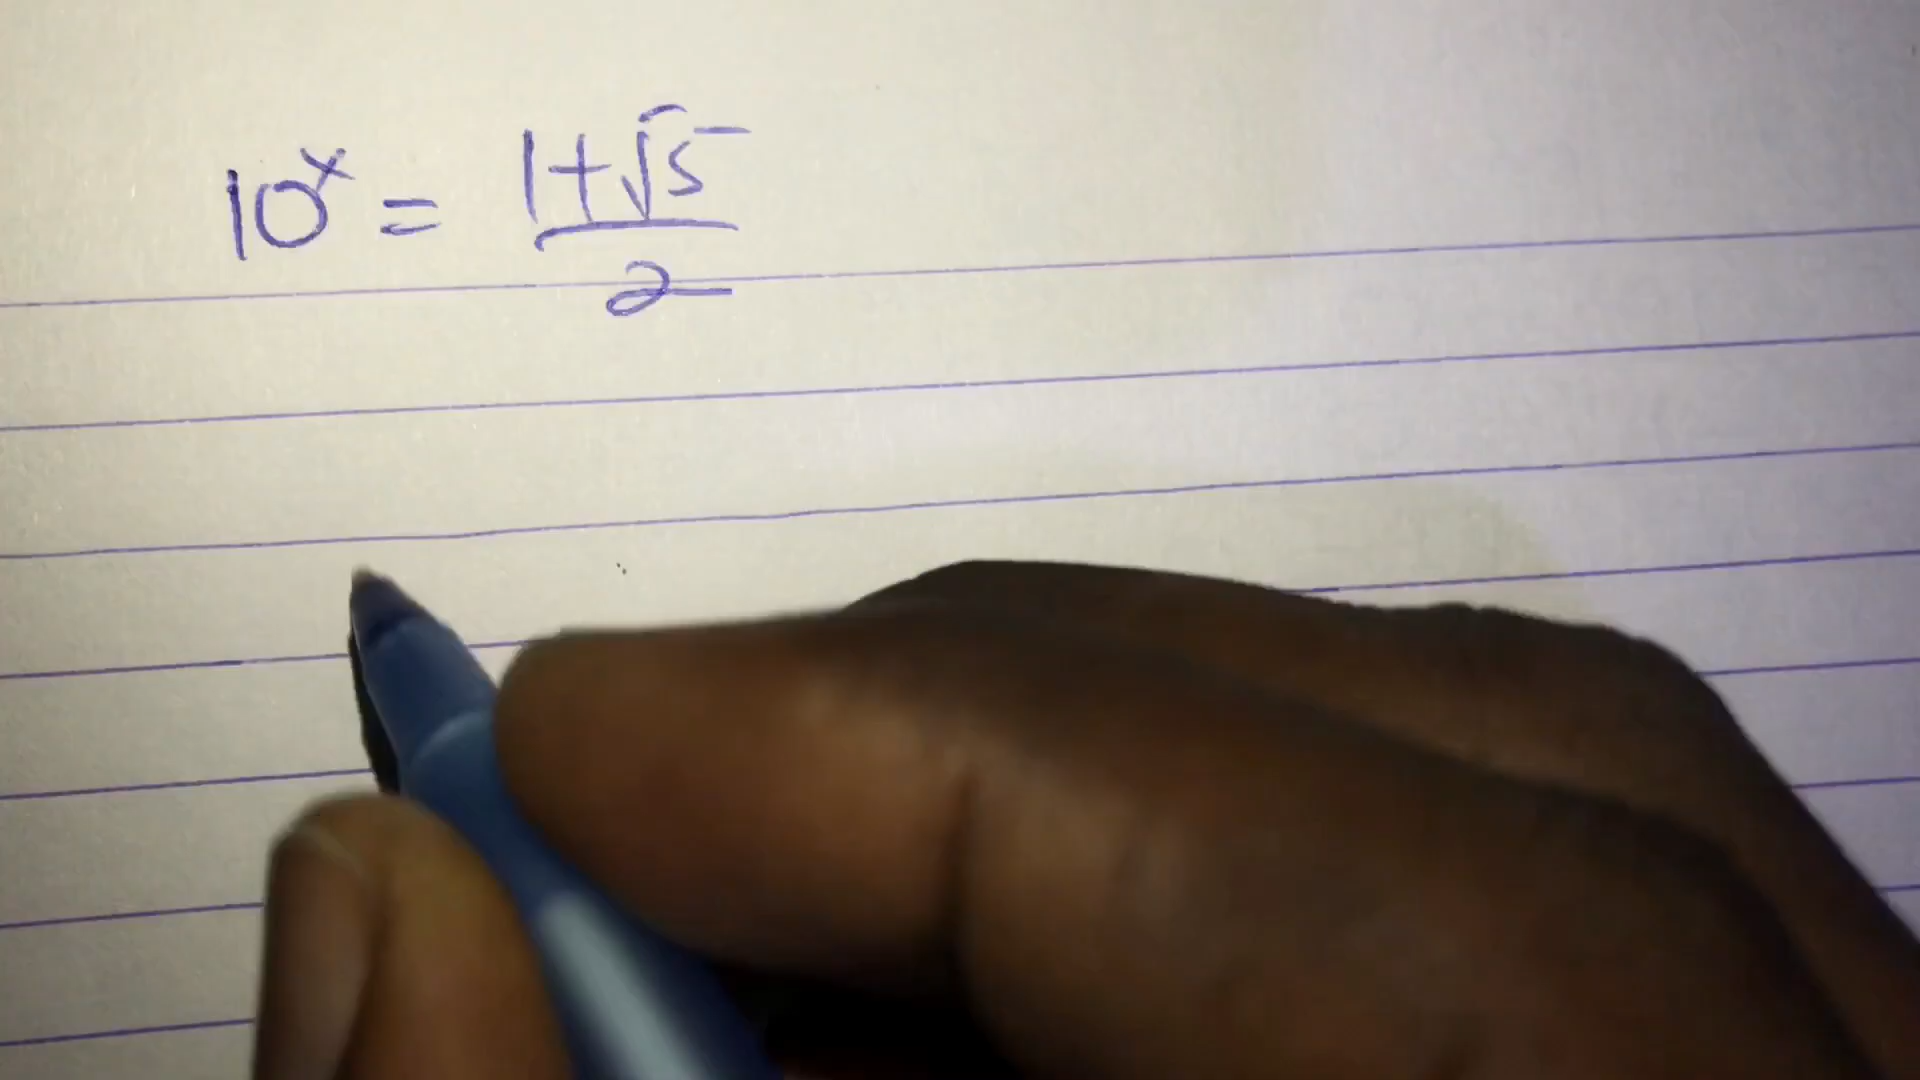 10^x = (1+√5)/2